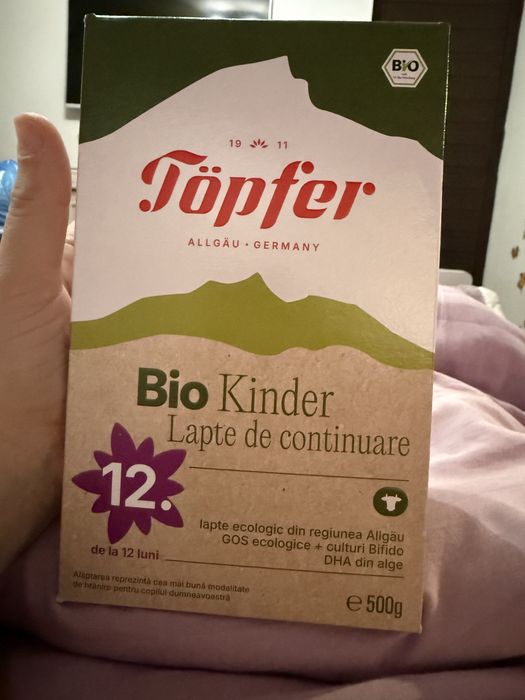 BiO
19 11
Töpfer
ALLGÄU · GERMANY
Bio Kinder
Lapte de continuare
12.
de la 12 luni
lapte ecologic din regiunea Allgäu
GOS ecologice + culturi Bifido
DHA din alge
Alăptarea reprezintă cea mai bună modalitate
de hrănire pentru copilul dumneavoastră
℮ 500g